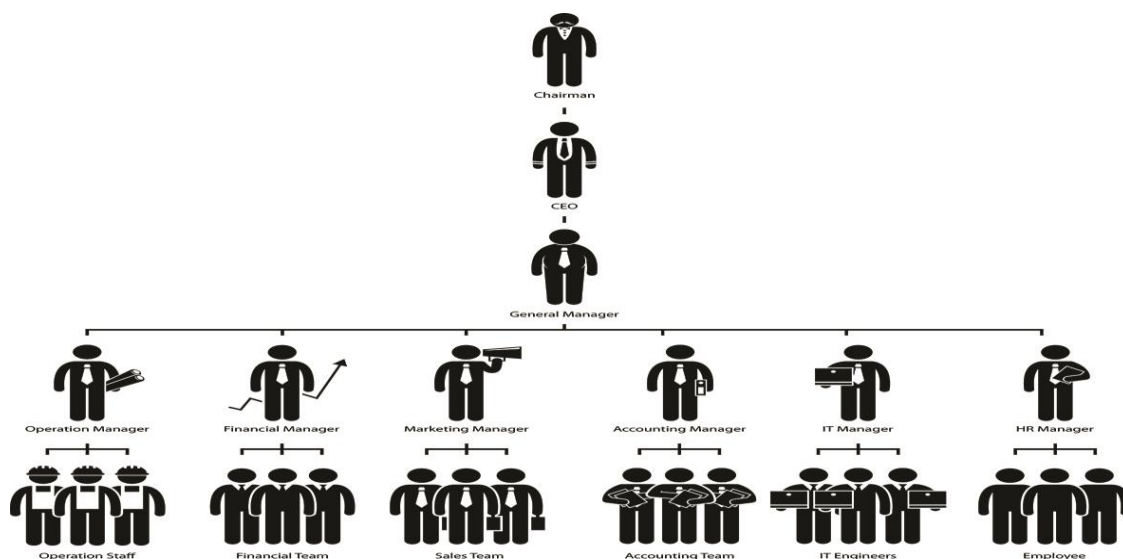 Chairman
CEO
General Manager
Operation Manager Financial Manager Marketing Manager Accounting Manager IT Manager HR Manager
Operation Staff Financial Team Sales Team Accounting Team IT Engineers Employee